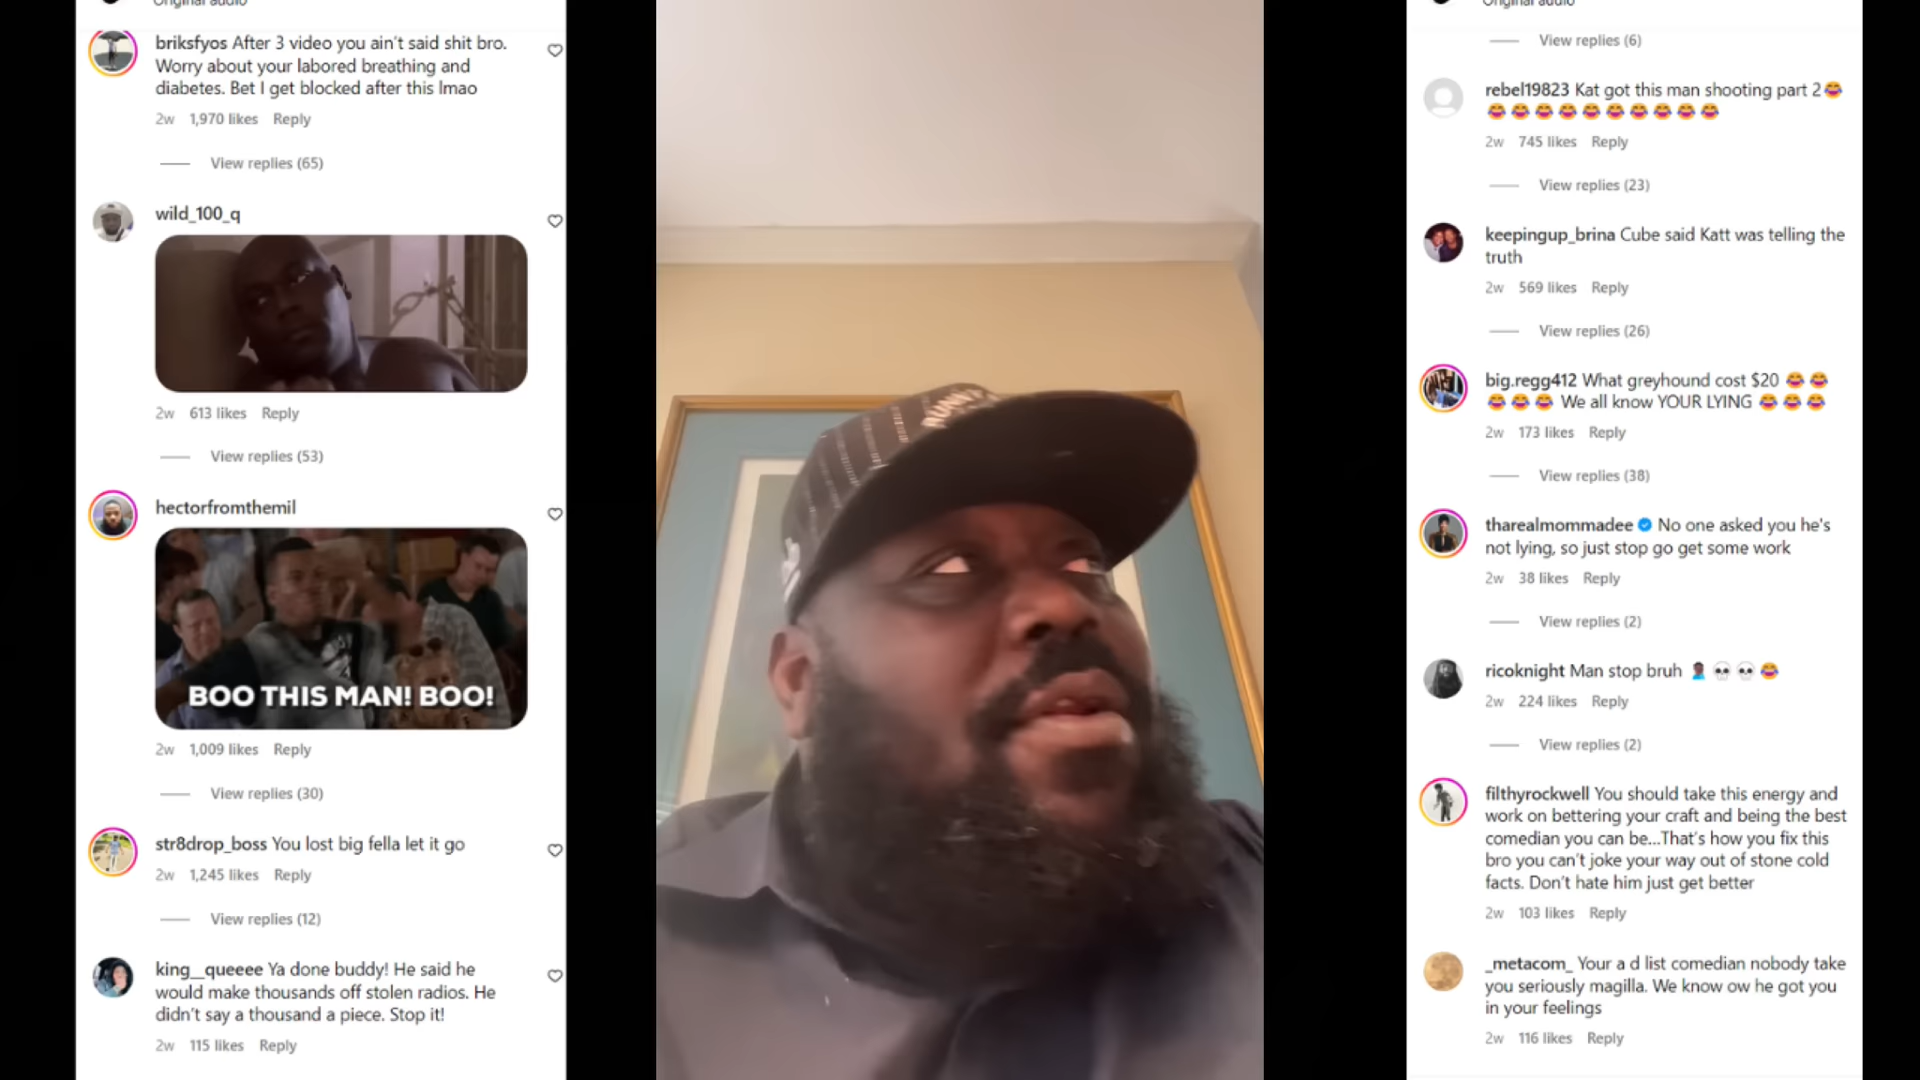 Original audio
briksfyos After 3 video you ain't said shit bro.
Worry about your labored breathing and
diabetes. Bet I get blocked after this lmao
2w 1,970 likes Reply
View replies (65)
wild_100_q
2w 613 likes Reply
View replies (53)
hectorfromthemil
BOO THIS MAN! BOO!
2w 1,009 likes Reply
View replies (30)
str8drop_boss You lost big fella let it go
2w 1,245 likes Reply
View replies (12)
king__queeee Ya done buddy! He said he
would make thousands off stolen radios. He
didn't say a thousand a piece. Stop it!
2w 115 likes Reply
Original audio
View replies (6)
rebel19823 Kat got this man shooting part 2😂
😂😂😂😂😂😂😂😂😂😂
2w 745 likes Reply
View replies (23)
keepingup_brina Cube said Katt was telling the
truth
2w 569 likes Reply
View replies (26)
big.regg412 What greyhound cost $20 😂😂
😂😂😂 We all know YOUR LYING 😂😂😂
2w 173 likes Reply
View replies (38)
tharealmommadee No one asked you he's
not lying, so just stop go get some work
2w 38 likes Reply
View replies (2)
ricoknight Man stop bruh 🤦🏿‍♂️💀💀😂
2w 224 likes Reply
View replies (2)
filthyrockwell You should take this energy and
work on bettering your craft and being the best
comedian you can be...That's how you fix this
bro you can't joke your way out of stone cold
facts. Don't hate him just get better
2w 103 likes Reply
_metacom_ Your a d list comedian nobody take
you seriously magilla. We know ow he got you
in your feelings
2w 116 likes Reply